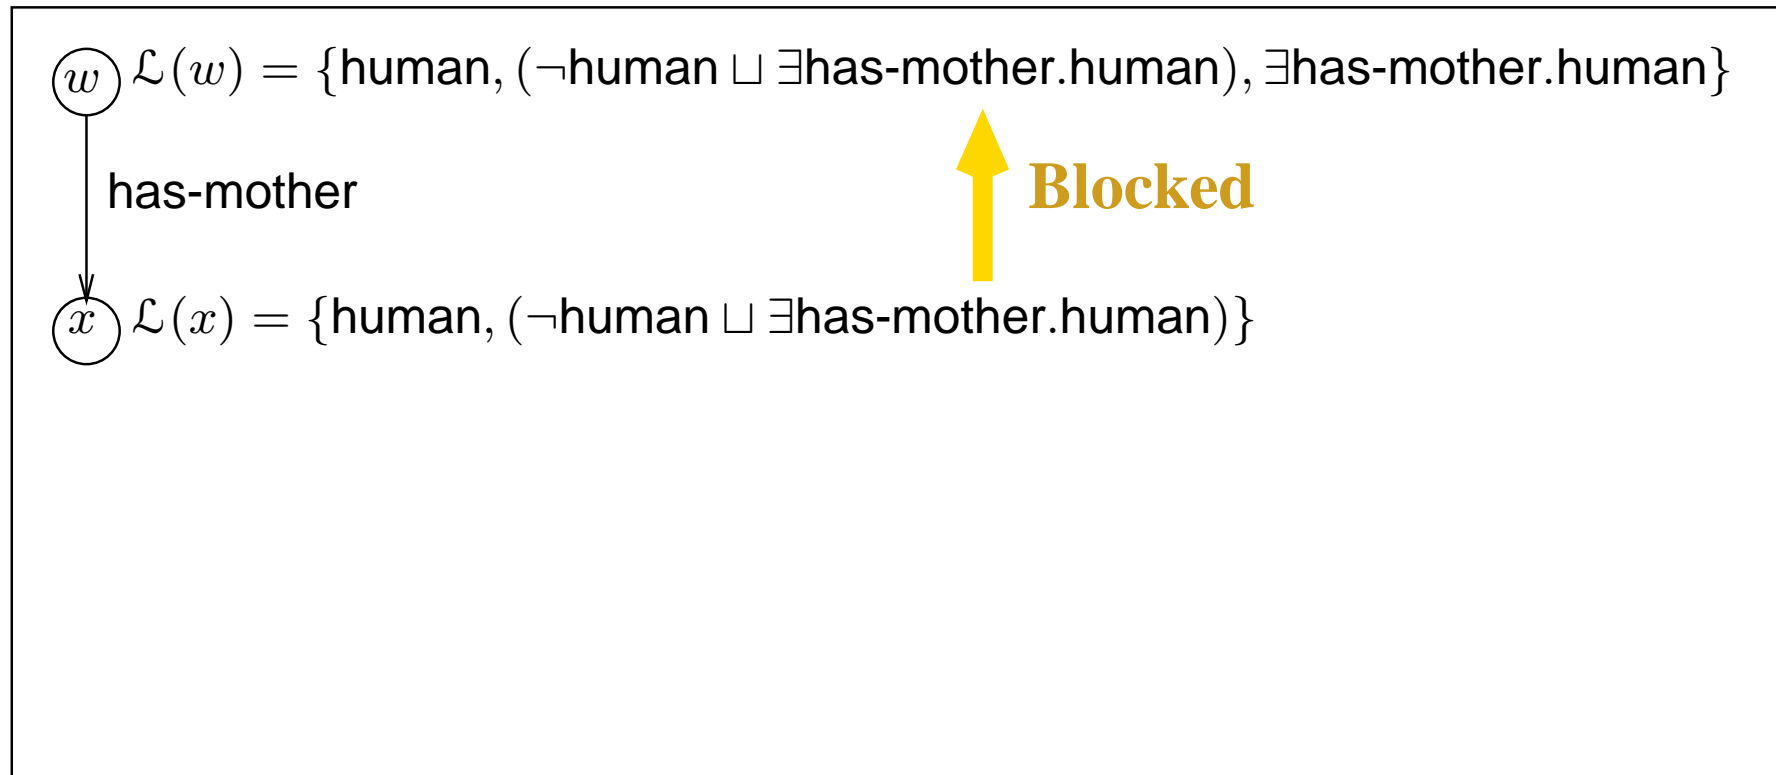 w ℒ(w) = {human, (¬human ⊔ ∃has-mother.human), ∃has-mother.human}
has-mother
Blocked
x ℒ(x) = {human, (¬human ⊔ ∃has-mother.human)}